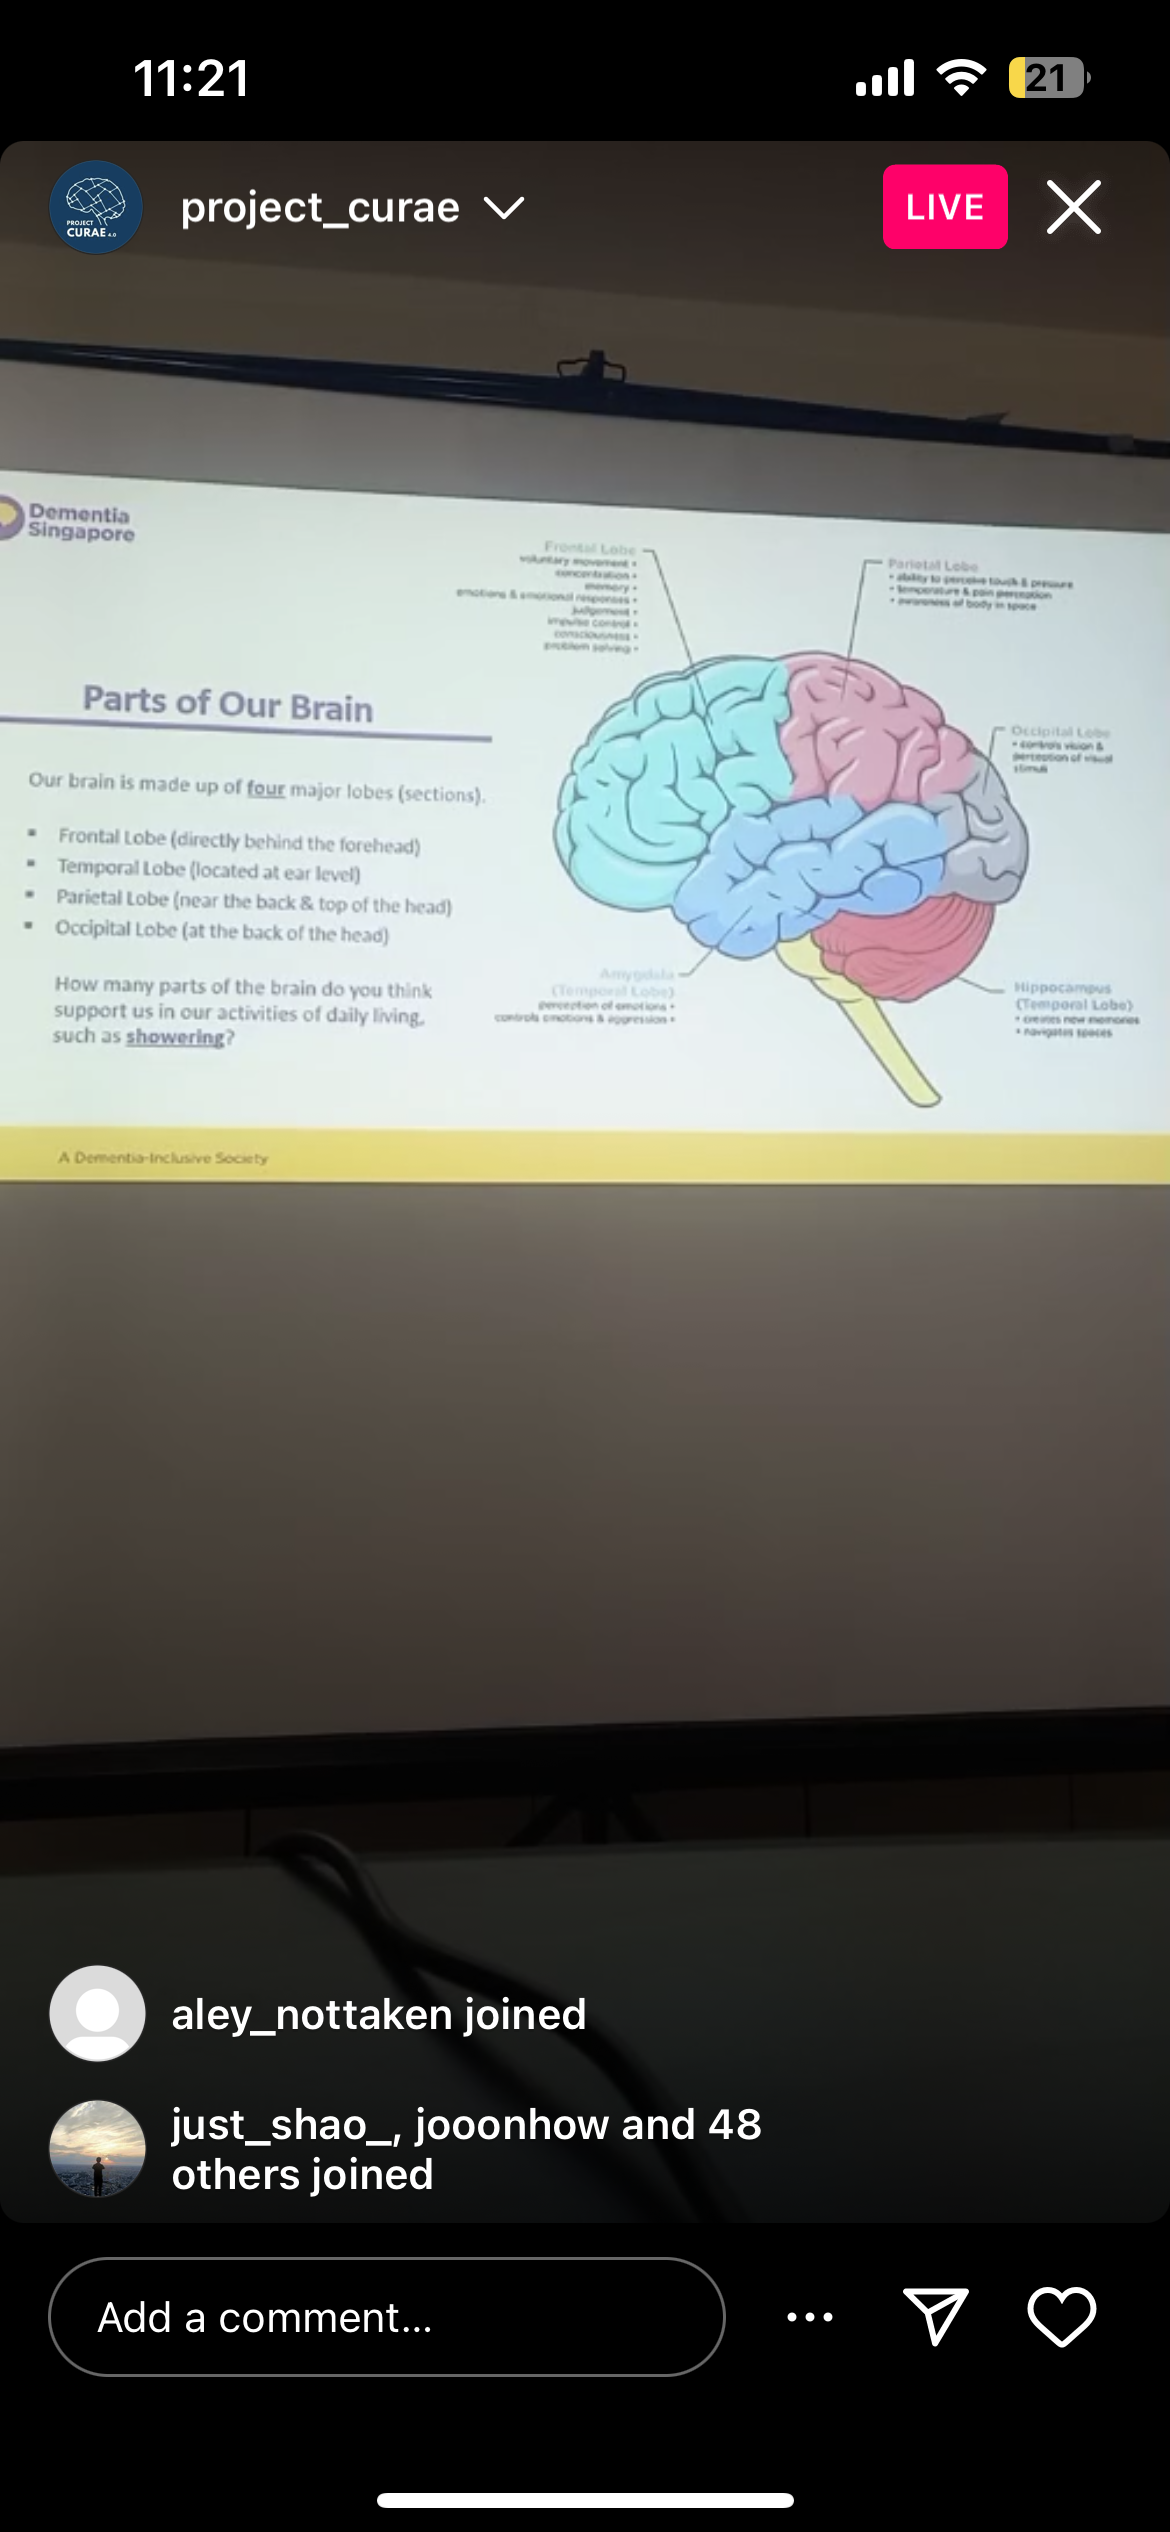 11:21
21
project_curae
LIVE
PROJECT
CURAE 4.0
Dementia
Singapore
Frontal Lobe
voluntary movement •
concentration •
memory •
emotions & emotional responses •
judgement •
impulse control •
consciousness •
problem solving •
Parietal Lobe
• ability to perceive touch & pressure
• temperature & pain perception
• awareness of body in space
Occipital Lobe
• controls vision &
perception of visual
stimuli
Parts of Our Brain
Our brain is made up of four major lobes (sections).
▪ Frontal Lobe (directly behind the forehead)
▪ Temporal Lobe (located at ear level)
▪ Parietal Lobe (near the back & top of the head)
▪ Occipital Lobe (at the back of the head)
How many parts of the brain do you think
support us in our activities of daily living,
such as showering?
Amygdala
(Temporal Lobe)
perception of emotions •
controls emotions & aggression •
Hippocampus
(Temporal Lobe)
• creates new memories
• navigates spaces
A Dementia-Inclusive Society
aley_nottaken joined
just_shao_, jooonhow and 48
others joined
Add a comment...